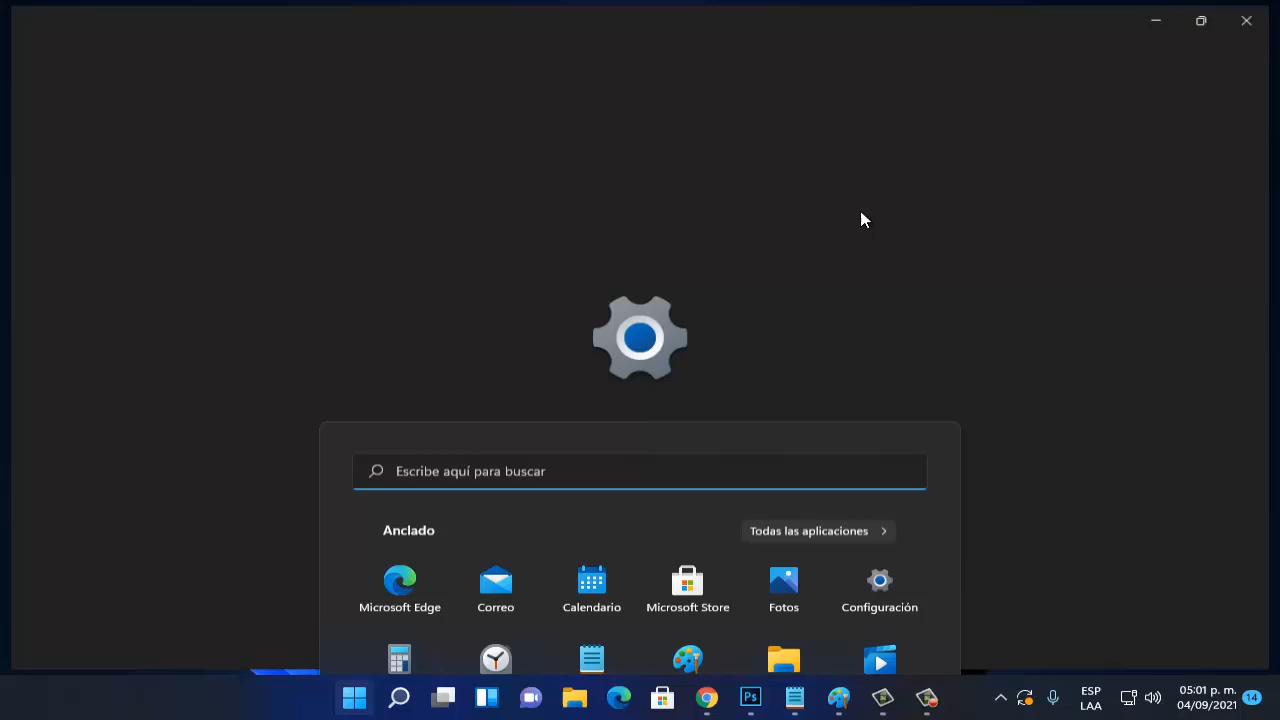 Escribe aquí para buscar
Anclado
Todas las aplicaciones
Microsoft Edge
Correo
Calendario
Microsoft Store
Fotos
Configuración
Ps
ESP
LAA
05:01 p. m.
04/09/2021
14